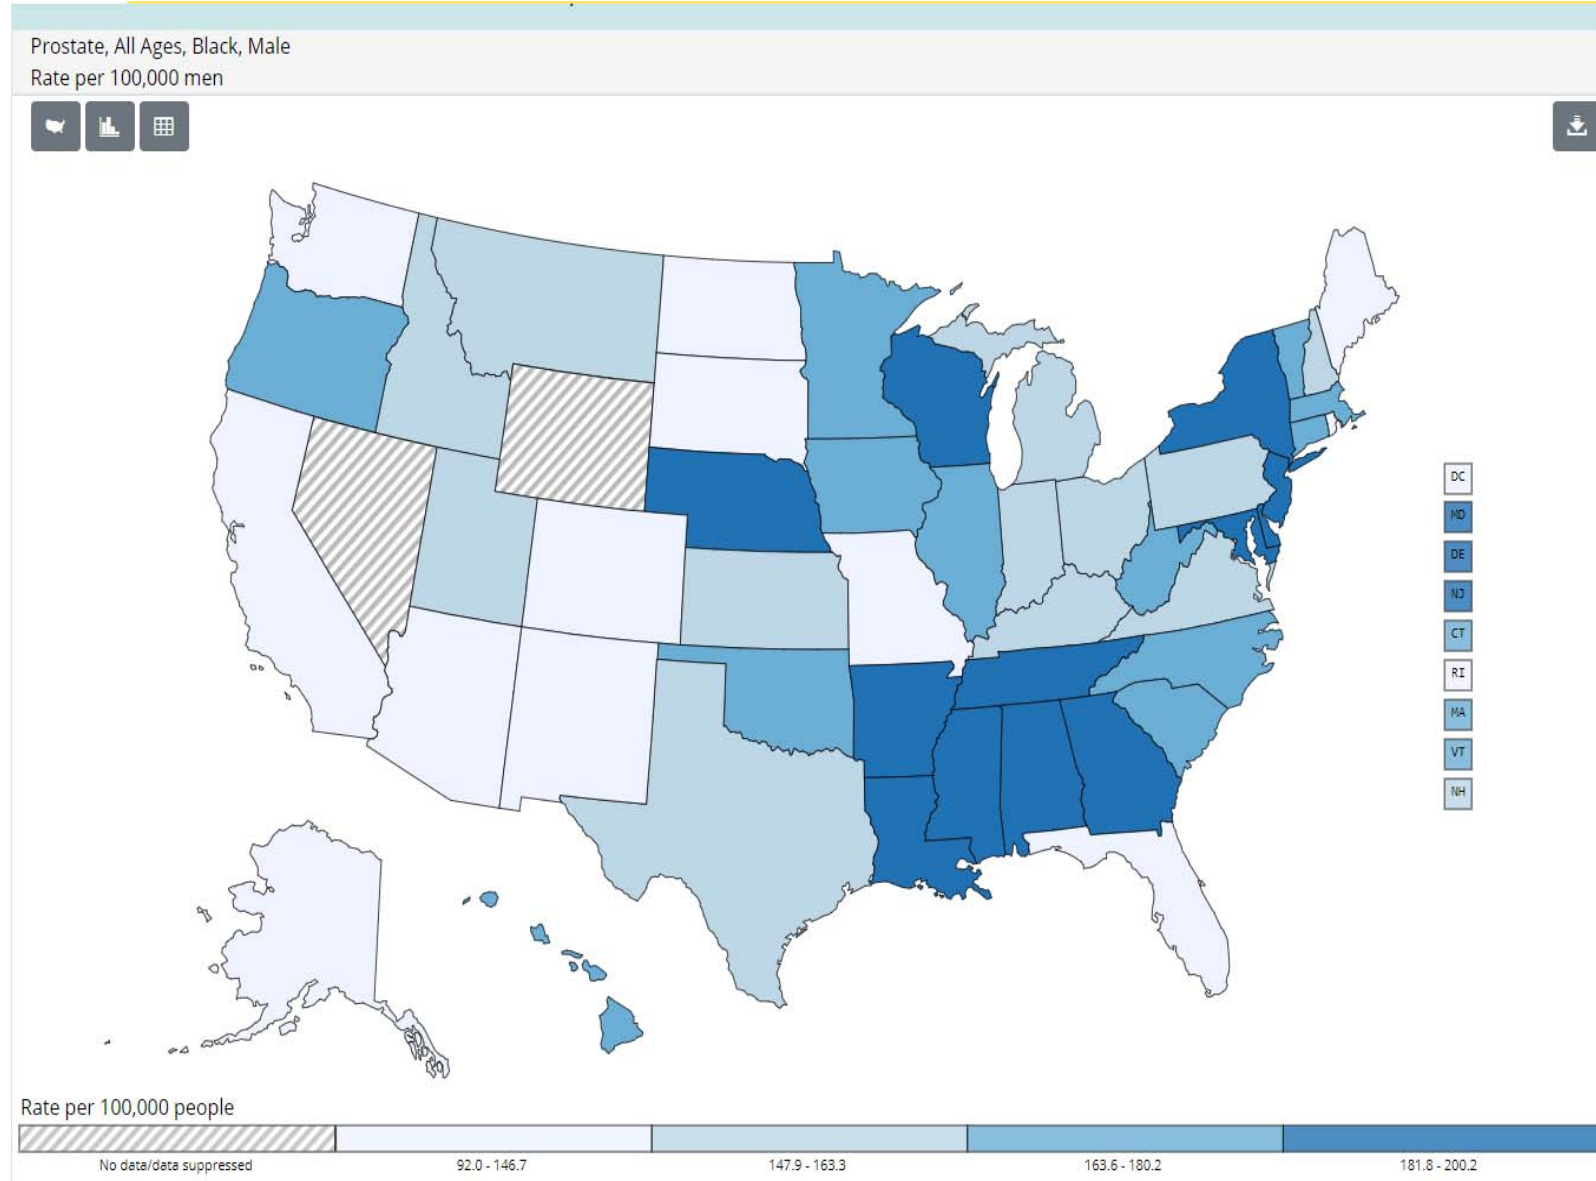 Prostate, All Ages, Black, Male
Rate per 100,000 men
DC
MD
DE
NJ
CT
RI
MA
VT
NH
Rate per 100,000 people
No data/data suppressed
92.0 - 146.7
147.9 - 163.3
163.6 - 180.2
181.8 - 200.2